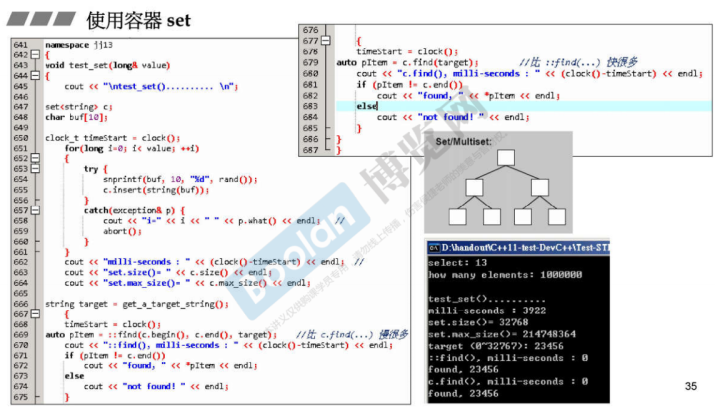 使用容器 set
641 namespace jj13
642 {
643 void test_set(long& value)
644 {
645 cout << "\ntest_set().......... \n";
646
647 set<string> c;
648 char buf[10];
649
650 clock_t timeStart = clock();
651 for(long i=0; i< value; ++i)
652 {
653 try {
654 snprintf(buf, 10, "%d", rand());
655 c.insert(string(buf));
656 }
657 catch(exception& p) {
658 cout << "i=" << i << " " << p.what() << endl; //
659 abort();
660 }
661 }
662 cout << "milli-seconds : " << (clock()-timeStart) << endl; //
663 cout << "set.size()= " << c.size() << endl;
664 cout << "set.max_size()= " << c.max_size() << endl;
665
666 string target = get_a_target_string();
667 {
668 timeStart = clock();
669 auto pItem = ::find(c.begin(), c.end(), target); //比 c.find(...) 慢很多
670 cout << "::find(), milli-seconds : " << (clock()-timeStart) << endl;
671 if (pItem != c.end())
672 cout << "found, " << *pItem << endl;
673 else
674 cout << "not found! " << endl;
675 }
676
677 {
678 timeStart = clock();
679 auto pItem = c.find(target); //比 ::find(...) 快很多
680 cout << "c.find(), milli-seconds : " << (clock()-timeStart) << endl;
681 if (pItem != c.end())
682 cout << "found, " << *pItem << endl;
683 else
684 cout << "not found! " << endl;
685 }
686 }
687 }
Set/Multiset:
D:\handout\C++11-test-DevC++\Test-STL
select: 13
how many elements: 1000000
test_set()..........
milli-seconds : 3922
set.size()= 32768
set.max_size()= 214748364
target (0~32767): 23456
::find(), milli-seconds : 0
found, 23456
c.find(), milli-seconds : 0
found, 23456
Boolan 博览网
35